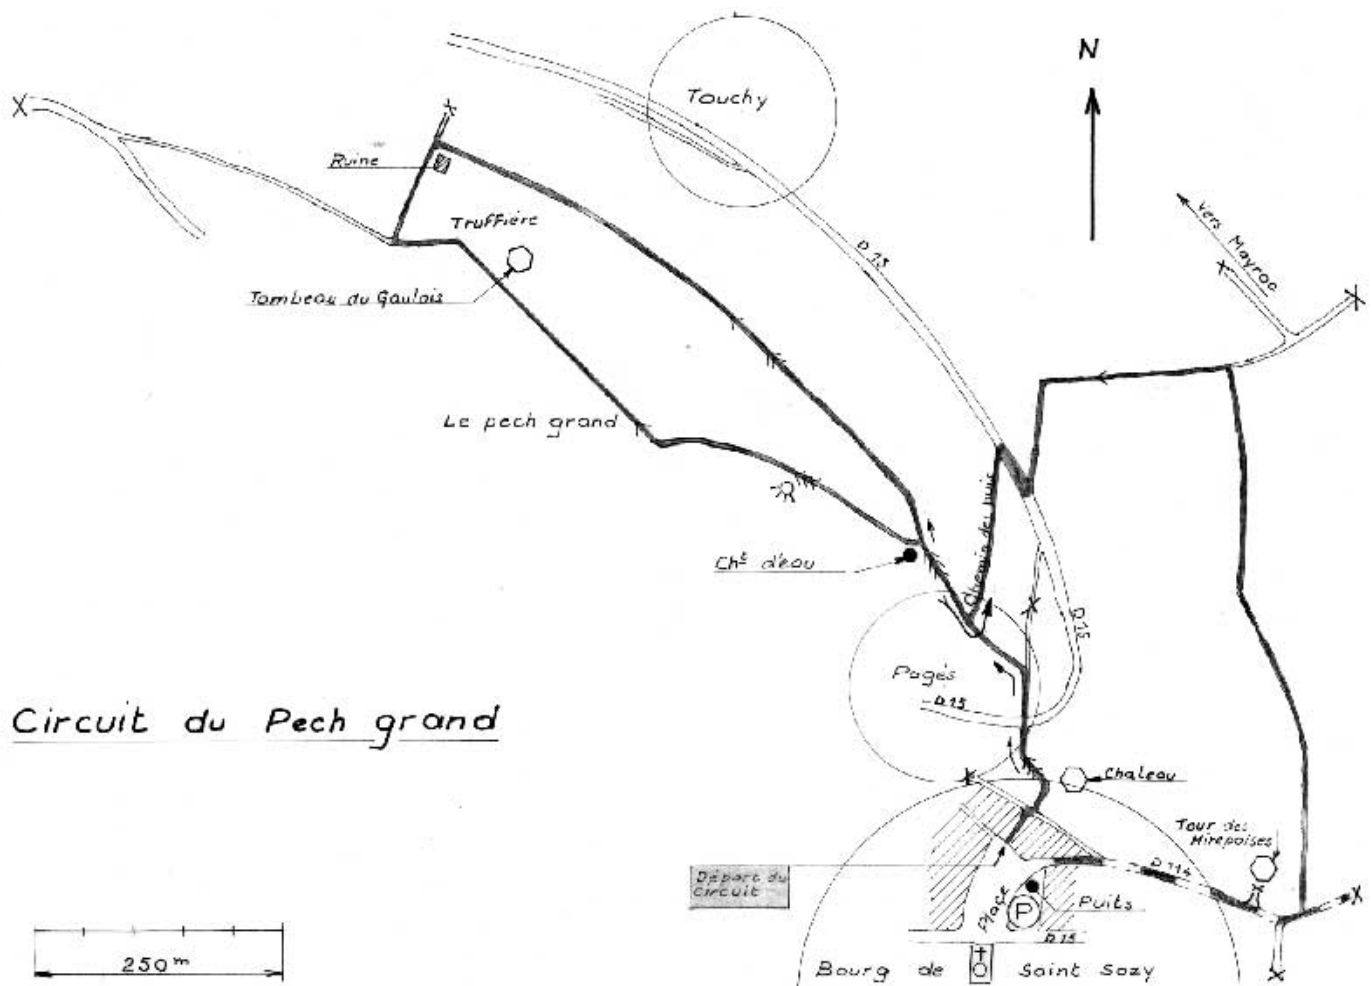 Touchy
N
Ruine
Truffière
Tombeau du Gaulois
D 15
Vers Mayrac
Le pech grand
Chemin des buis
Ch^t d'eau
Pagès
D 15
D 15
Circuit du Pech grand
Chateau
Tour des
Mirepoises
Départ du
Circuit
D 114
Place
P
Puits
D 15
250 m
Bourg de Saint Sozy